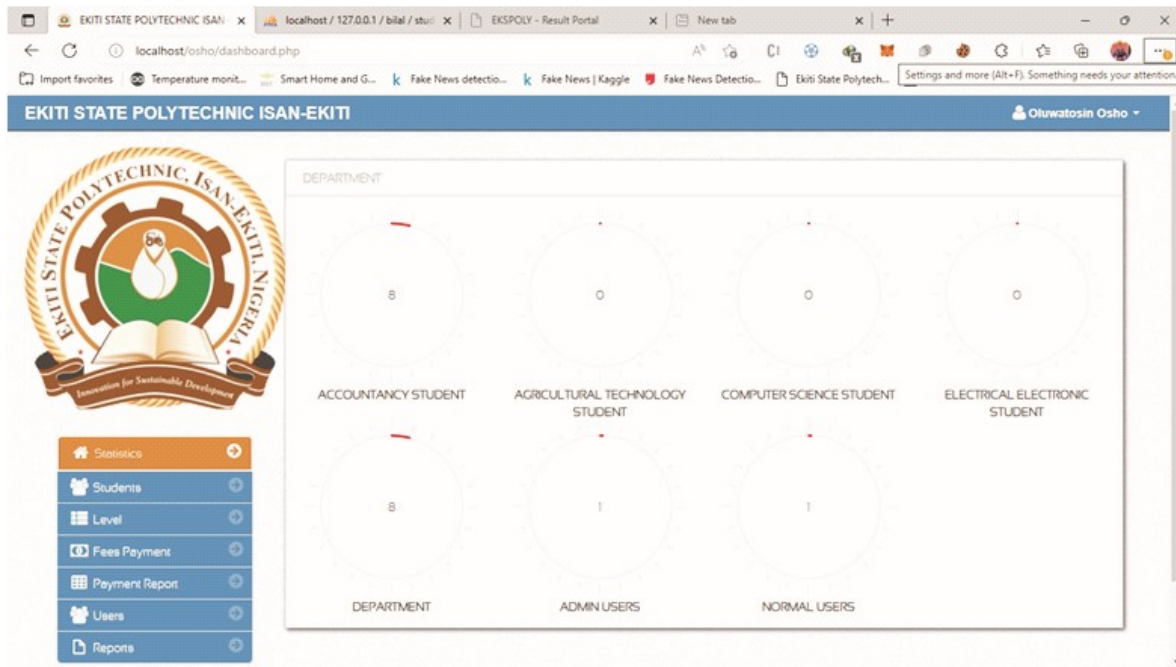 EKITI STATE POLYTECHNIC ISAN-
localhost / 127.0.0.1 / bilal / stud
EKSPOLY - Result Portal
New tab
localhost/osho/dashboard.php
Import favorites
Temperature monit...
Smart Home and G...
Fake News detectio...
Fake News | Kaggle
Fake News Detectio...
Ekiti State Polytech...
Settings and more (Alt+F). Something needs your attention
EKITI STATE POLYTECHNIC ISAN-EKITI
Oluwatosin Osho
EKITI STATE POLYTECHNIC, ISAN-EKITI, NIGERIA
Innovation for Sustainable Development
Statistics
Students
Level
Fees Payment
Payment Report
Users
Reports
DEPARTMENT
8
0
0
0
ACCOUNTANCY STUDENT
AGRICULTURAL TECHNOLOGY
STUDENT
COMPUTER SCIENCE STUDENT
ELECTRICAL ELECTRONIC
STUDENT
8
1
1
DEPARTMENT
ADMIN USERS
NORMAL USERS